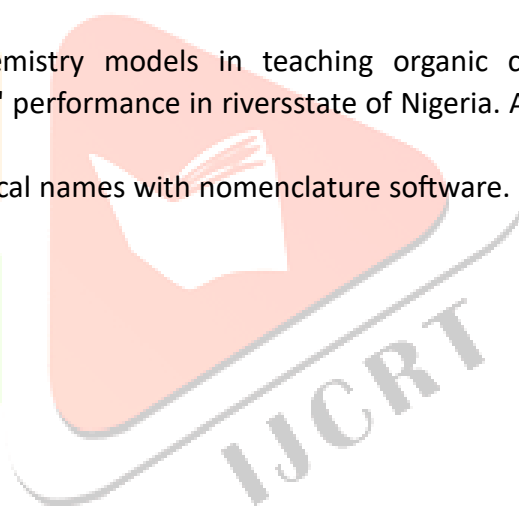 emistry models in teaching organic c
' performance in riversstate of Nigeria. A
cal names with nomenclature software.
IJCRT